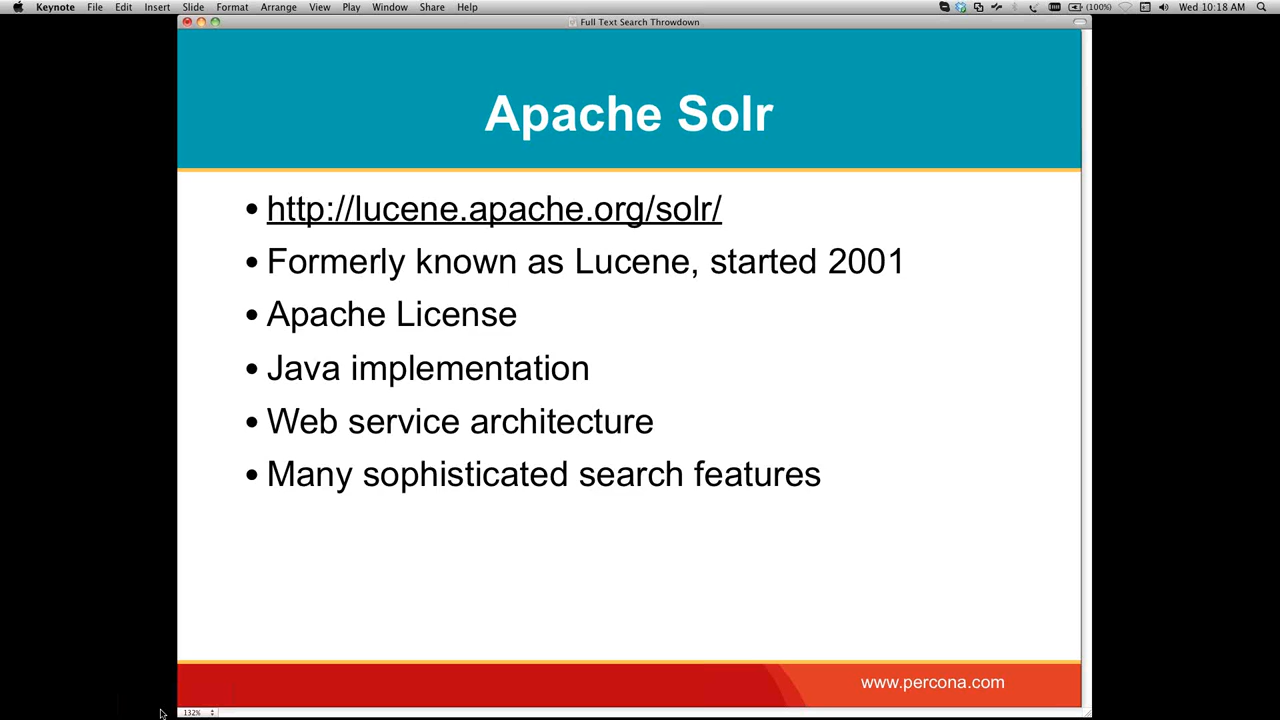 Keynote File Edit Insert Slide Format Arrange View Play Window Share Help (100%) Wed 10:18 AM
Full Text Search Throwdown
Apache Solr
• http://lucene.apache.org/solr/
• Formerly known as Lucene, started 2001
• Apache License
• Java implementation
• Web service architecture
• Many sophisticated search features
www.percona.com
132%